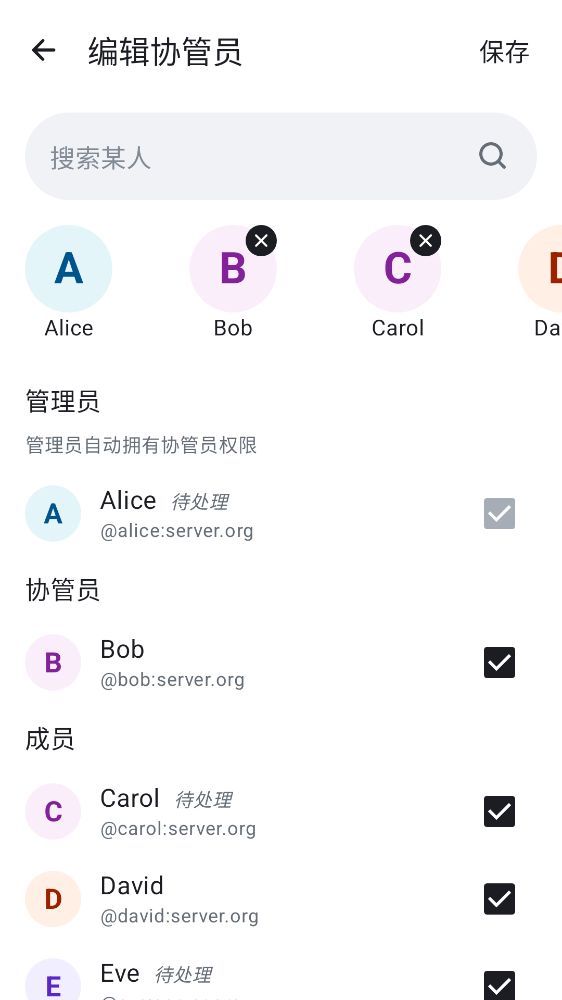 编辑协管员
保存
搜索某人
A
B
C
Alice
Bob
Carol
Da
管理员
管理员自动拥有协管员权限
A
Alice 待处理
@alice:server.org
协管员
B
Bob
@bob:server.org
成员
C
Carol 待处理
@carol:server.org
D
David
@david:server.org
E
Eve 待处理